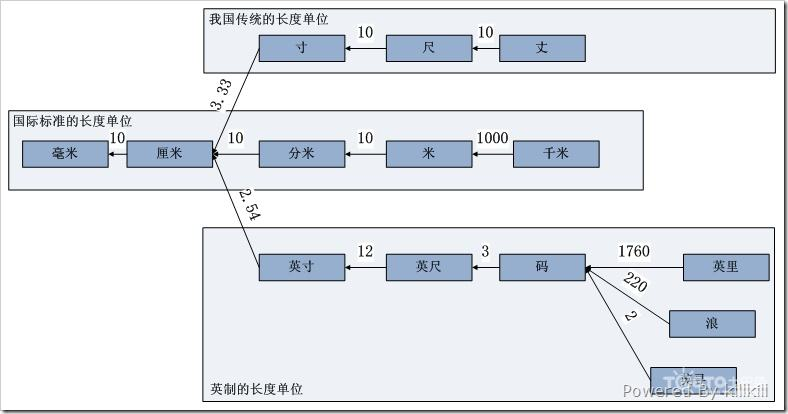 我国传统的长度单位
寸
10
尺
10
丈
3.33
国际标准的长度单位
毫米
10
厘米
10
分米
10
米
1000
千米
2.54
英寸
12
英尺
3
码
1760
英里
220
浪
2
英制的长度单位
Powered By killkill